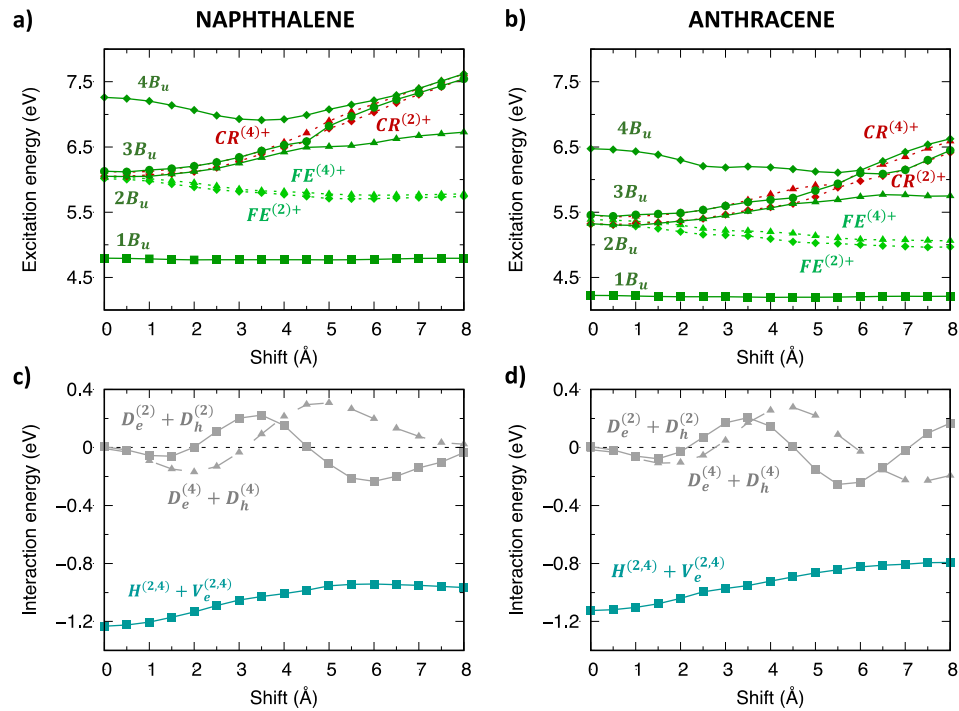 NAPHTHALENE
ANTHRACENE
a)
Excitation energy (eV)
7.5
6.5
5.5
4.5
4B_u
3B_u
2B_u
1B_u
CR^{(4)+}
CR^{(2)+}
FE^{(4)+}
FE^{(2)+}
0 1 2 3 4 5 6 7 8
Shift (Å)
b)
Excitation energy (eV)
7.5
6.5
5.5
4.5
4B_u
3B_u
2B_u
1B_u
CR^{(4)+}
CR^{(2)+}
FE^{(4)+}
FE^{(2)+}
0 1 2 3 4 5 6 7 8
Shift (Å)
c)
Interaction energy (eV)
0.4
0
−0.4
−0.8
−1.2
D_e^{(2)} + D_h^{(2)}
D_e^{(4)} + D_h^{(4)}
H^{(2,4)} + V_e^{(2,4)}
0 1 2 3 4 5 6 7 8
Shift (Å)
d)
Interaction energy (eV)
0.4
0
−0.4
−0.8
−1.2
D_e^{(2)} + D_h^{(2)}
D_e^{(4)} + D_h^{(4)}
H^{(2,4)} + V_e^{(2,4)}
0 1 2 3 4 5 6 7 8
Shift (Å)